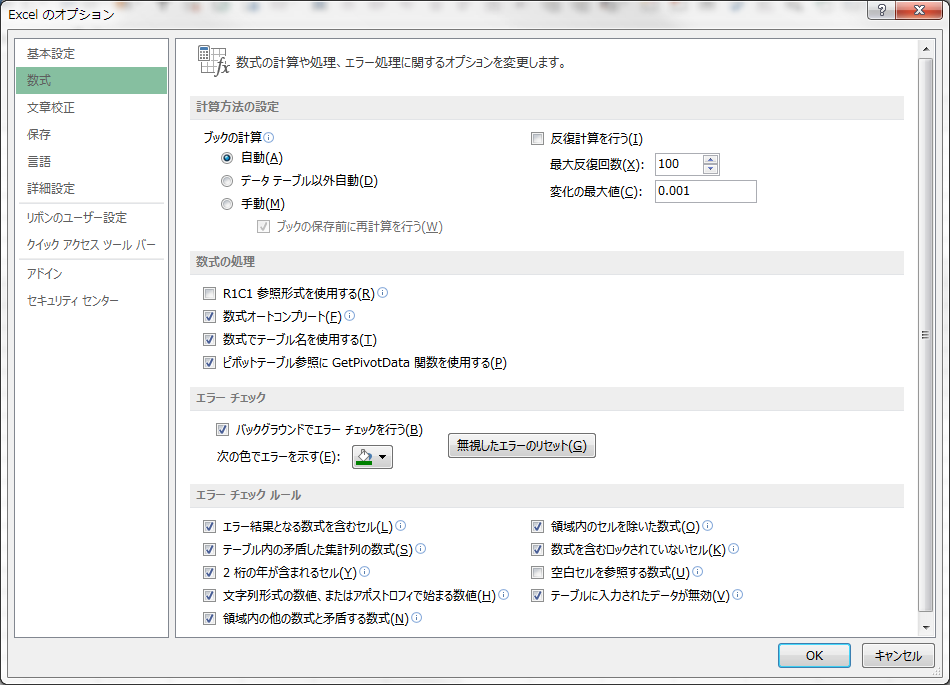 Excel のオプション
基本設定
数式
文章校正
保存
言語
詳細設定
リボンのユーザー設定
クイック アクセス ツール バー
アドイン
セキュリティ センター
数式の計算や処理、エラー処理に関するオプションを変更します。
計算方法の設定
ブックの計算
自動(A)
データ テーブル以外自動(D)
手動(M)
ブックの保存前に再計算を行う(W)
反復計算を行う(I)
最大反復回数(X): 100
変化の最大値(C): 0.001
数式の処理
R1C1 参照形式を使用する(R)
数式オートコンプリート(F)
数式でテーブル名を使用する(T)
ピボットテーブル参照に GetPivotData 関数を使用する(P)
エラー チェック
バックグラウンドでエラー チェックを行う(B)
次の色でエラーを示す(E):
無視したエラーのリセット(G)
エラー チェック ルール
エラー結果となる数式を含むセル(L)
テーブル内の矛盾した集計列の数式(S)
2 桁の年が含まれるセル(Y)
文字列形式の数値、またはアポストロフィで始まる数値(H)
領域内の他の数式と矛盾する数式(N)
領域内のセルを除いた数式(O)
数式を含むロックされていないセル(K)
空白セルを参照する数式(U)
テーブルに入力されたデータが無効(V)
OK
キャンセル